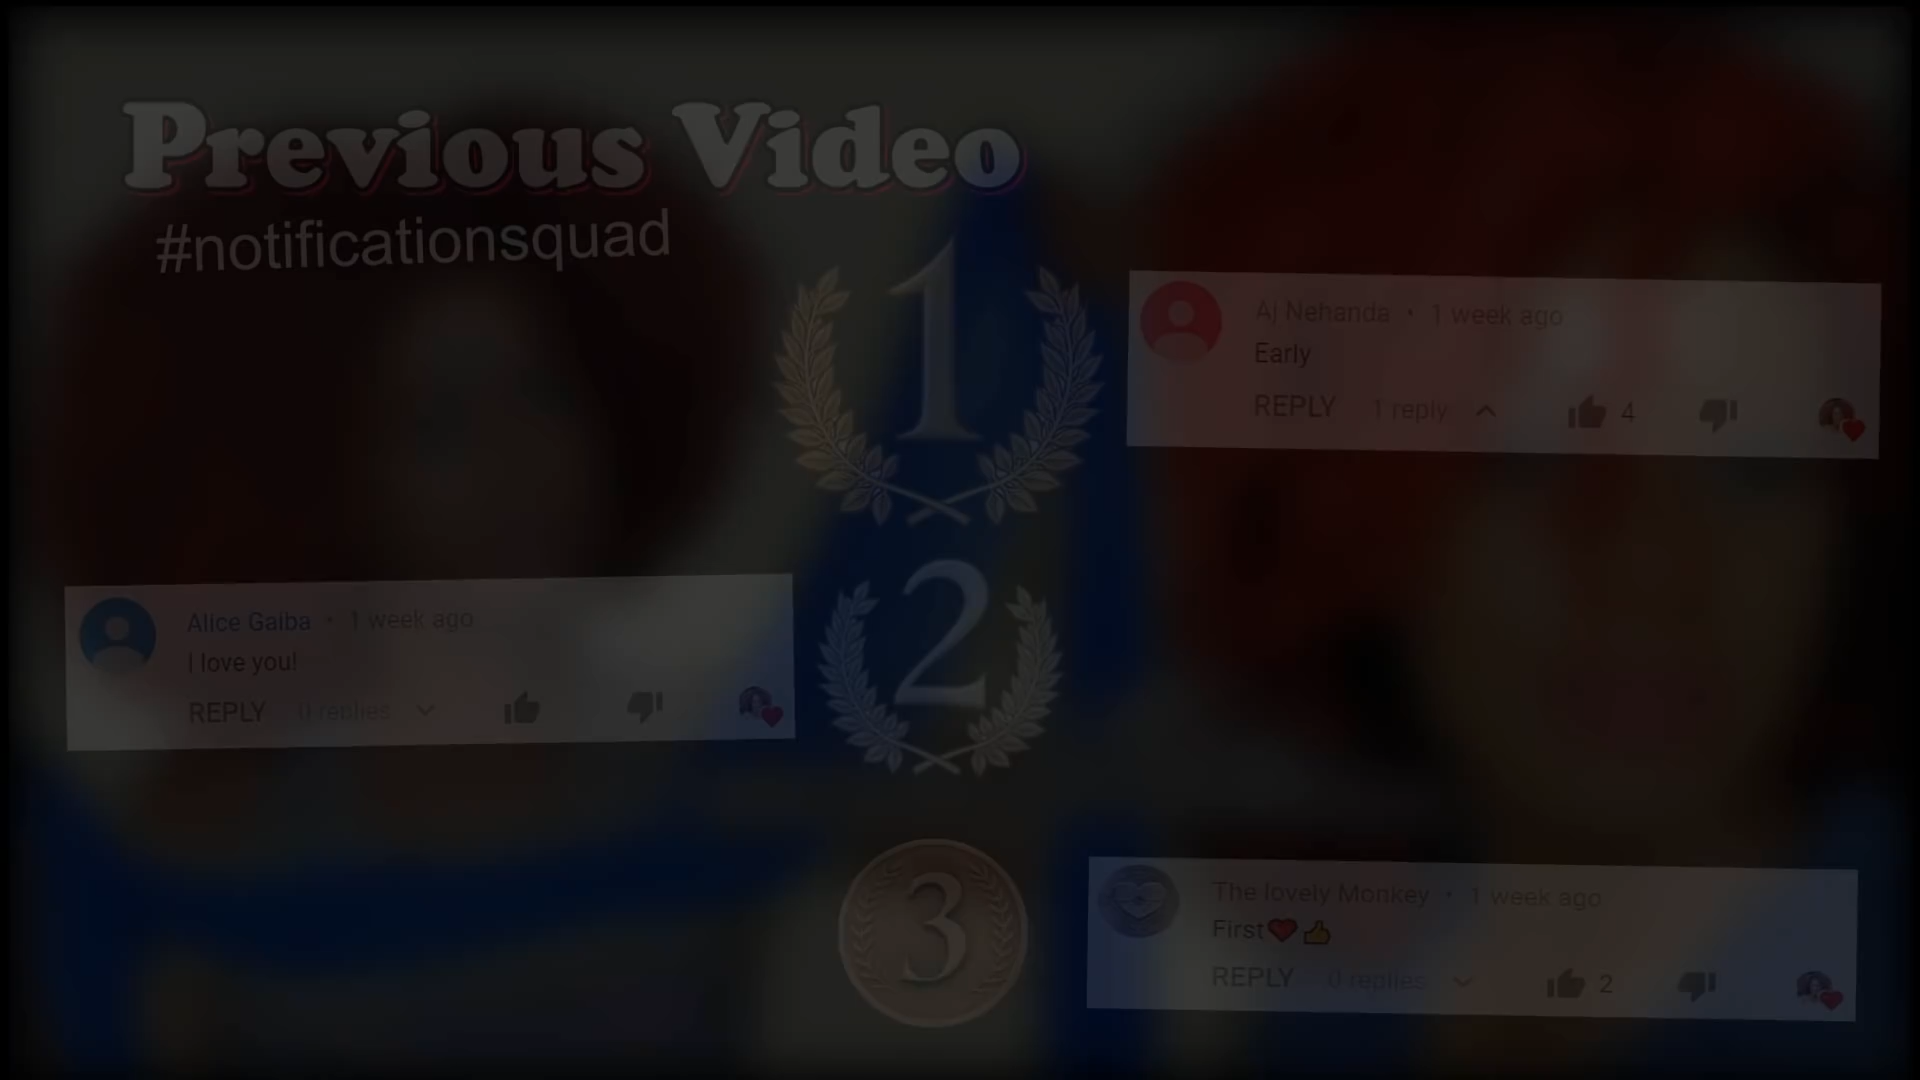 Previous Video
#notificationsquad
1
Aj Nehanda • 1 week ago
Early
REPLY 1 reply 4
2
Alice Gaiba • 1 week ago
I love you!
REPLY 0 replies
3
The lovely Monkey • 1 week ago
First❤️👍
REPLY 0 replies 2